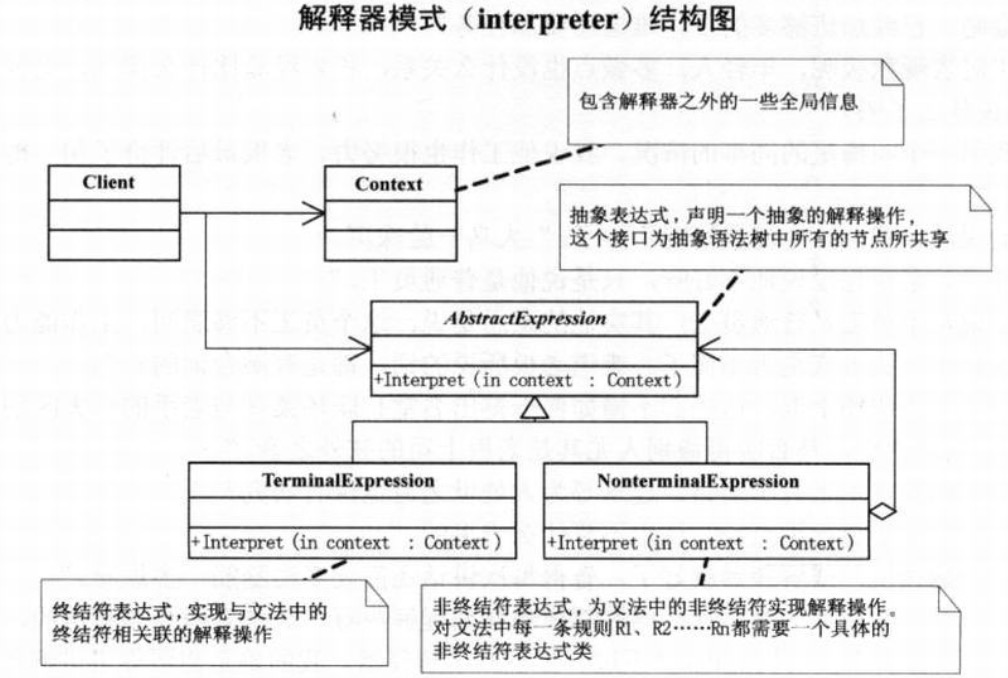 解释器模式（interpreter）结构图
包含解释器之外的一些全局信息
Client
Context
抽象表达式，声明一个抽象的解释操作，
这个接口为抽象语法树中所有的节点所共享
AbstractExpression
+Interpret (in context : Context)
TerminalExpression
+Interpret (in context : Context)
NonterminalExpression
+Interpret (in context : Context)
终结符表达式，实现与文法中的
终结符相关联的解释操作
非终结符表达式，为文法中的非终结符实现解释操作。
对文法中每一条规则R1、R2……Rn都需要一个具体的
非终结符表达式类